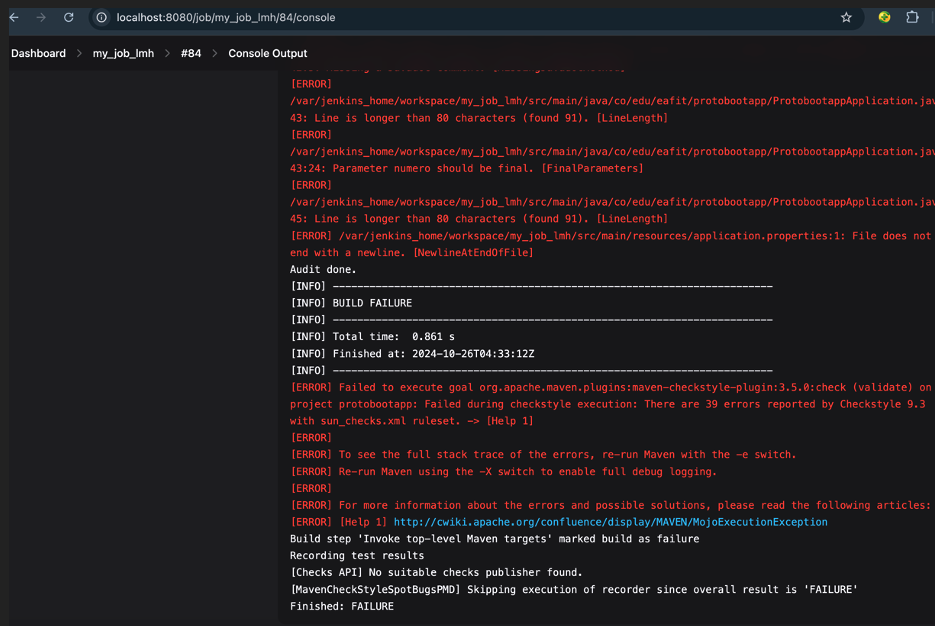 localhost:8080/job/my_job_lmh/84/console
Dashboard > my_job_lmh > #84 > Console Output
[ERROR]
/var/jenkins_home/workspace/my_job_lmh/src/main/java/co/edu/eafit/protobootapp/ProtobootappApplication.jav
43: Line is longer than 80 characters (found 91). [LineLength]
[ERROR]
/var/jenkins_home/workspace/my_job_lmh/src/main/java/co/edu/eafit/protobootapp/ProtobootappApplication.jav
43:24: Parameter numero should be final. [FinalParameters]
[ERROR]
/var/jenkins_home/workspace/my_job_lmh/src/main/java/co/edu/eafit/protobootapp/ProtobootappApplication.jav
45: Line is longer than 80 characters (found 91). [LineLength]
[ERROR] /var/jenkins_home/workspace/my_job_lmh/src/main/resources/application.properties:1: File does not
end with a newline. [NewlineAtEndOfFile]
Audit done.
[INFO] ------------------------------------------------------------------------
[INFO] BUILD FAILURE
[INFO] ------------------------------------------------------------------------
[INFO] Total time:  0.861 s
[INFO] Finished at: 2024-10-26T04:33:12Z
[INFO] ------------------------------------------------------------------------
[ERROR] Failed to execute goal org.apache.maven.plugins:maven-checkstyle-plugin:3.5.0:check (validate) on
project protobootapp: Failed during checkstyle execution: There are 39 errors reported by Checkstyle 9.3
with sun_checks.xml ruleset. -> [Help 1]
[ERROR]
[ERROR] To see the full stack trace of the errors, re-run Maven with the -e switch.
[ERROR] Re-run Maven using the -X switch to enable full debug logging.
[ERROR]
[ERROR] For more information about the errors and possible solutions, please read the following articles:
[ERROR] [Help 1] http://cwiki.apache.org/confluence/display/MAVEN/MojoExecutionException
Build step 'Invoke top-level Maven targets' marked build as failure
Recording test results
[Checks API] No suitable checks publisher found.
[MavenCheckStyleSpotBugsPMD] Skipping execution of recorder since overall result is 'FAILURE'
Finished: FAILURE